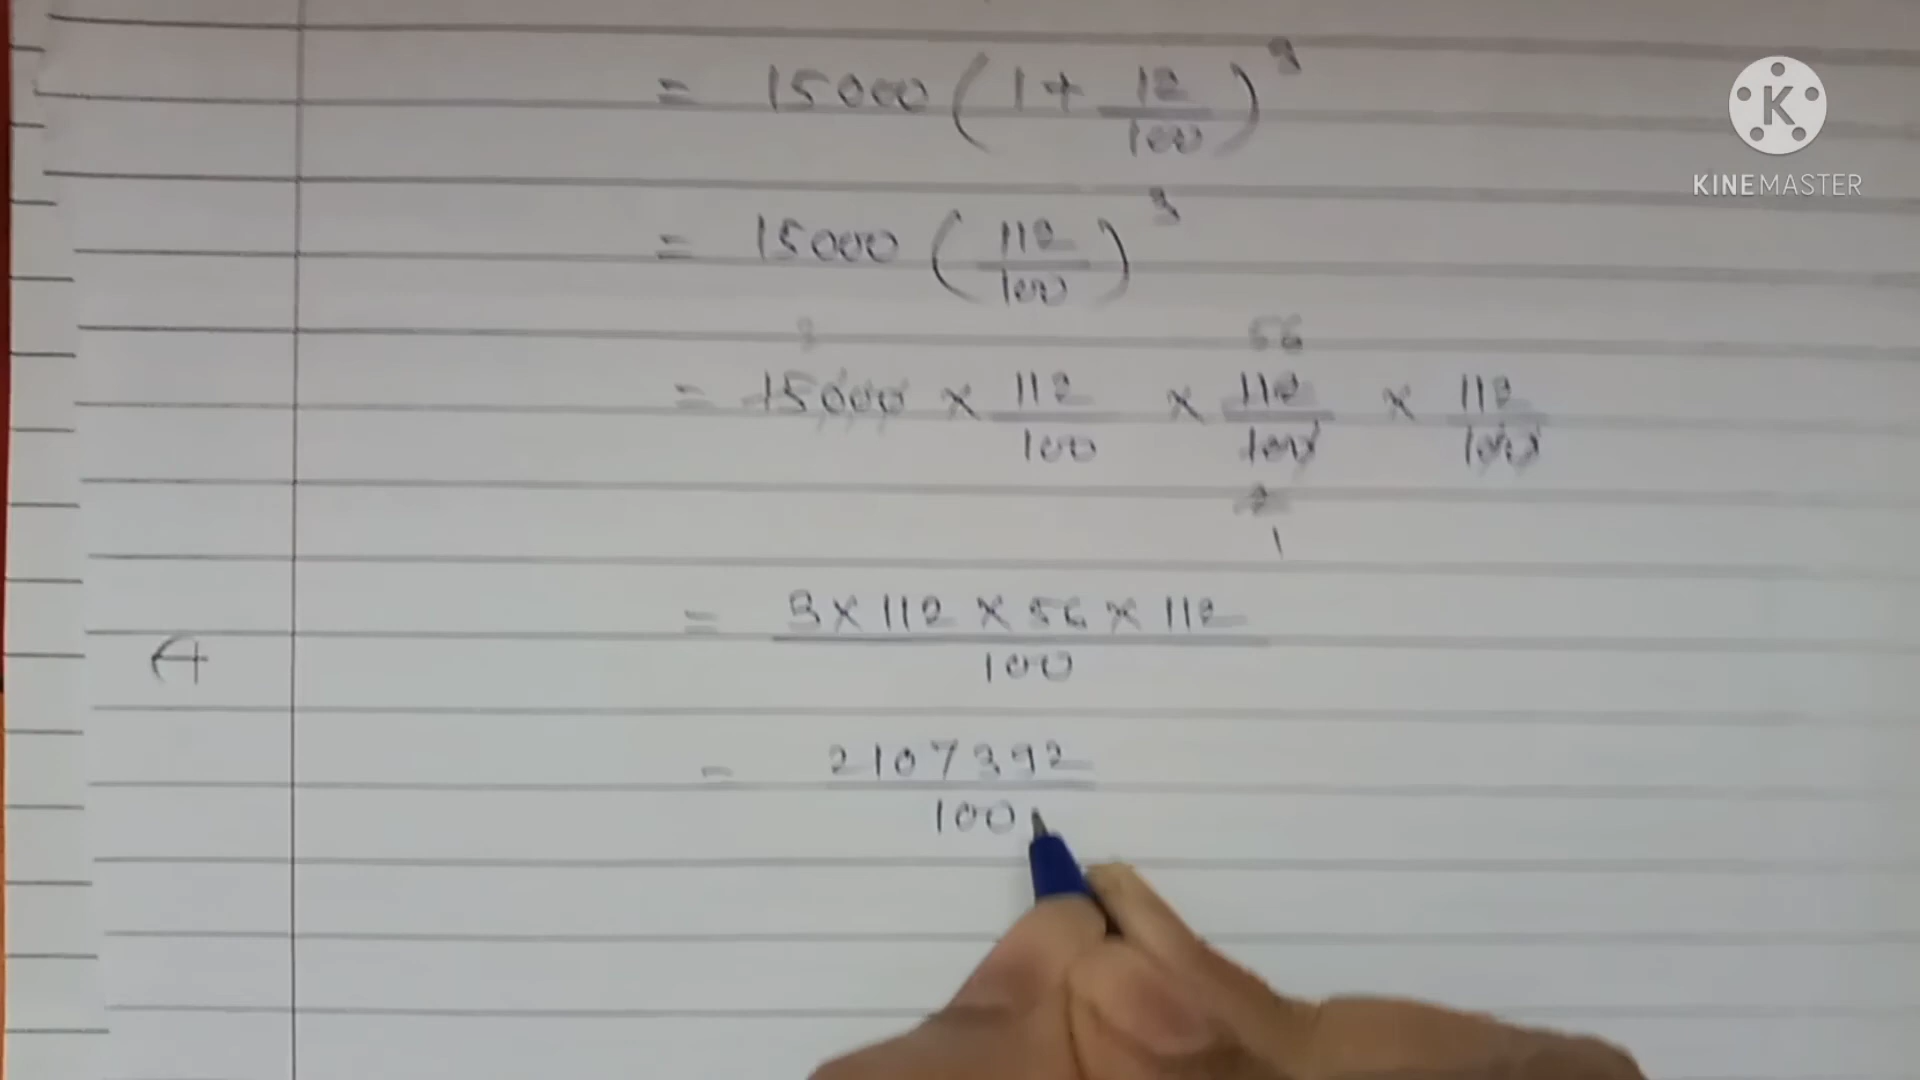 = 15000 ( 1 + 12/100 )^3
= 15000 ( 112/100 )^3
3 56
= 15000 × 112/100 × 112/100 × 112/100
2
1
= 3 × 112 × 56 × 112 / 100
A
= 2107392 / 100
K
KINEMASTER